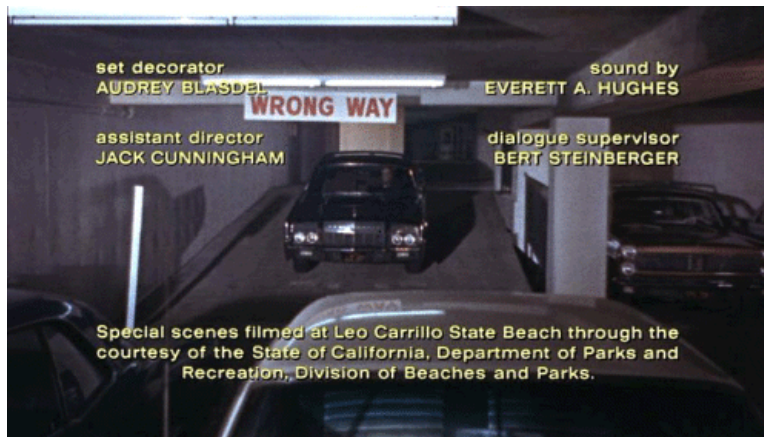 set decorator
AUDREY BLASDEL
sound by
EVERETT A. HUGHES
WRONG WAY
assistant director
JACK CUNNINGHAM
dialogue supervisor
BERT STEINBERGER
Special scenes filmed at Leo Carrillo State Beach through the
courtesy of the State of California, Department of Parks and
Recreation, Division of Beaches and Parks.